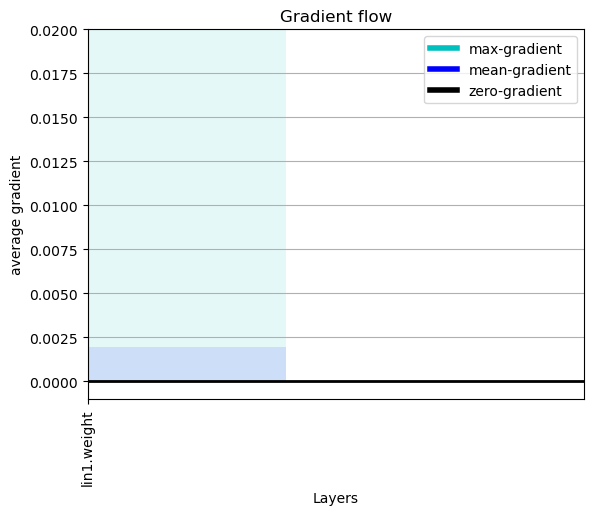 Gradient flow
0.0200
0.0175
0.0150
0.0125
0.0100
0.0075
0.0050
0.0025
0.0000
average gradient
max-gradient
mean-gradient
zero-gradient
lin1.weight
Layers